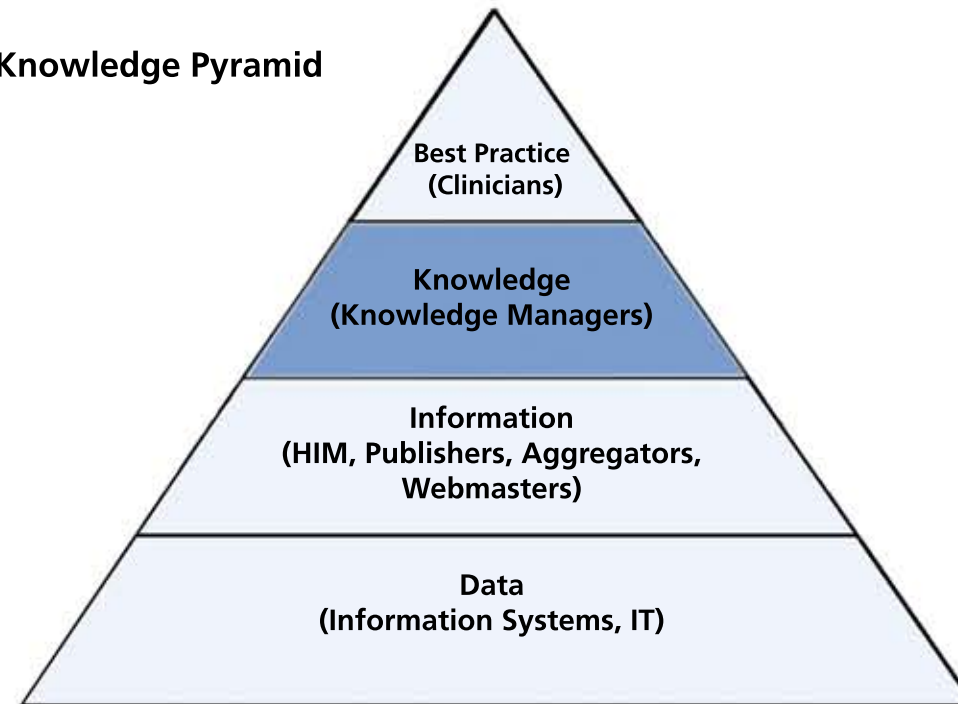 Knowledge Pyramid
Best Practice
(Clinicians)
Knowledge
(Knowledge Managers)
Information
(HIM, Publishers, Aggregators,
Webmasters)
Data
(Information Systems, IT)